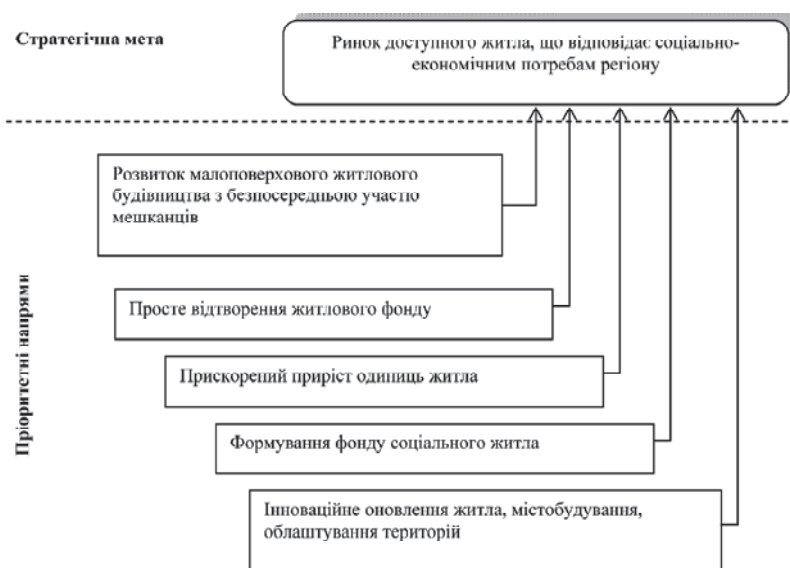 Стратегічна мета
Ринок доступного житла, що відповідає соціально-
економічним потребам регіону
Розвиток малоповерхового житлового
будівництва з безпосередньою участю
мешканців
Просте відтворення житлового фонду
Прискорений приріст одиниць житла
Формування фонду соціального житла
Інноваційне оновлення житла, містобудування,
облаштування територій
Пріоритетні напрями